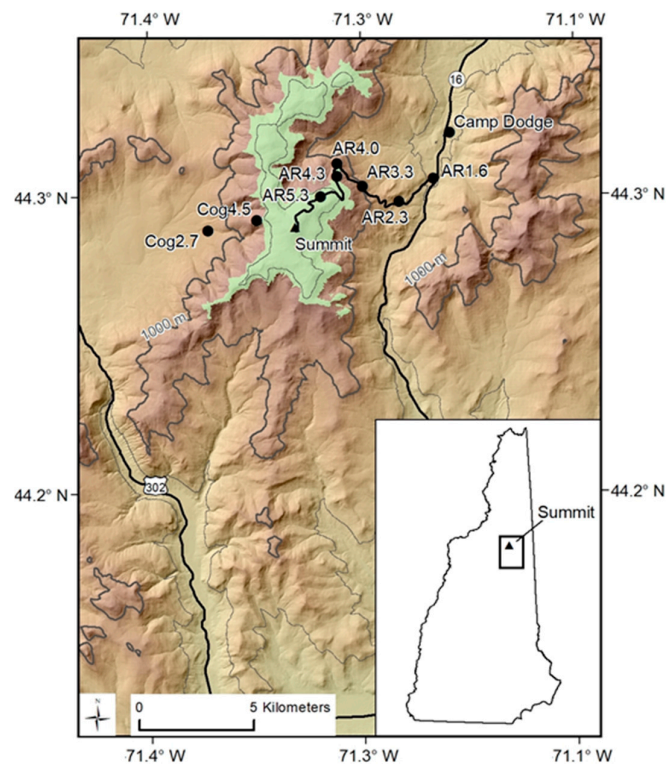 71.4° W
71.3° W
71.1° W
16
Camp Dodge
AR4.0
AR4.3
AR3.3
AR1.6
44.3° N
44.3° N
AR5.3
Cog4.5
AR2.3
Cog2.7
Summit
1000 m
1000 m
302
44.2° N
44.2° N
Summit
N
0
5 Kilometers
71.4° W
71.3° W
71.1° W